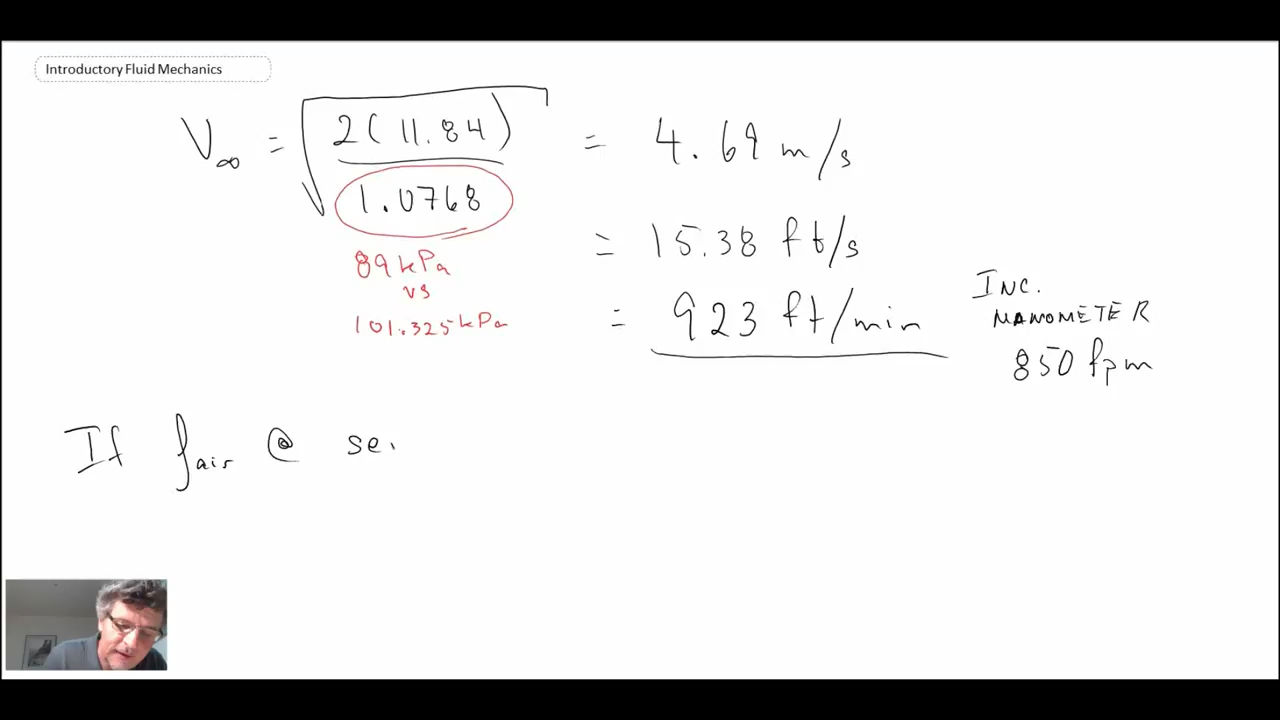 Introductory Fluid Mechanics
V∞ = √(2(11.84) / 1.0768) = 4.69 m/s
89 kPa
vs
101.325 kPa
= 15.38 ft/s
= 923 ft/min
INC.
MANOMETER
850 fpm
If ρair @ se